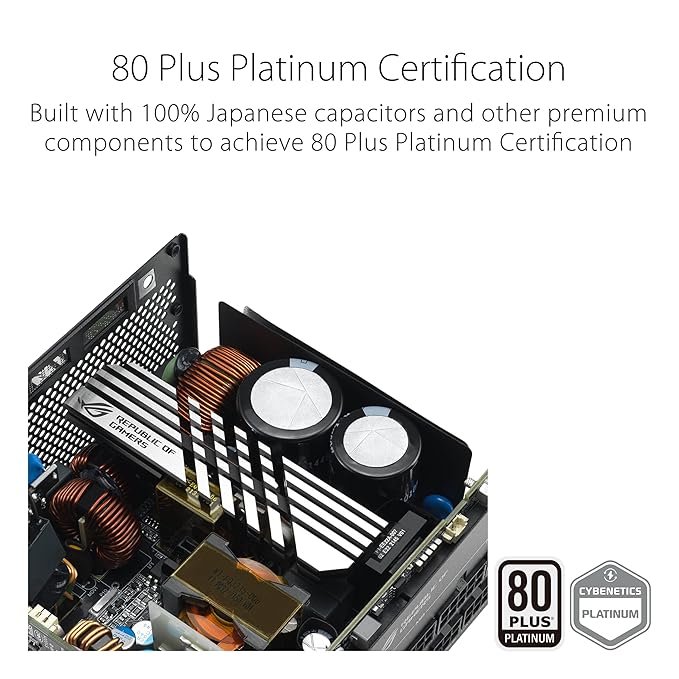 80 Plus Platinum Certification
Built with 100% Japanese capacitors and other premium
components to achieve 80 Plus Platinum Certification
REPUBLIC OF
GAMERS
80
PLUS®
PLATINUM
CYBENETICS
PLATINUM